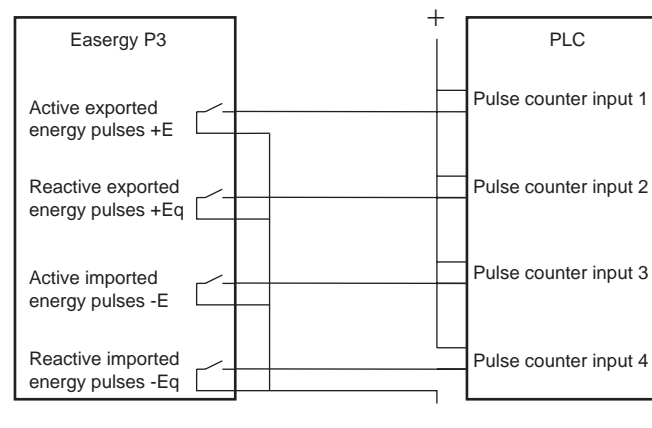 +
Easergy P3
PLC
Active exported
energy pulses +E
Pulse counter input 1
Reactive exported
energy pulses +Eq
Pulse counter input 2
Active imported
energy pulses -E
Pulse counter input 3
Reactive imported
energy pulses -Eq
Pulse counter input 4